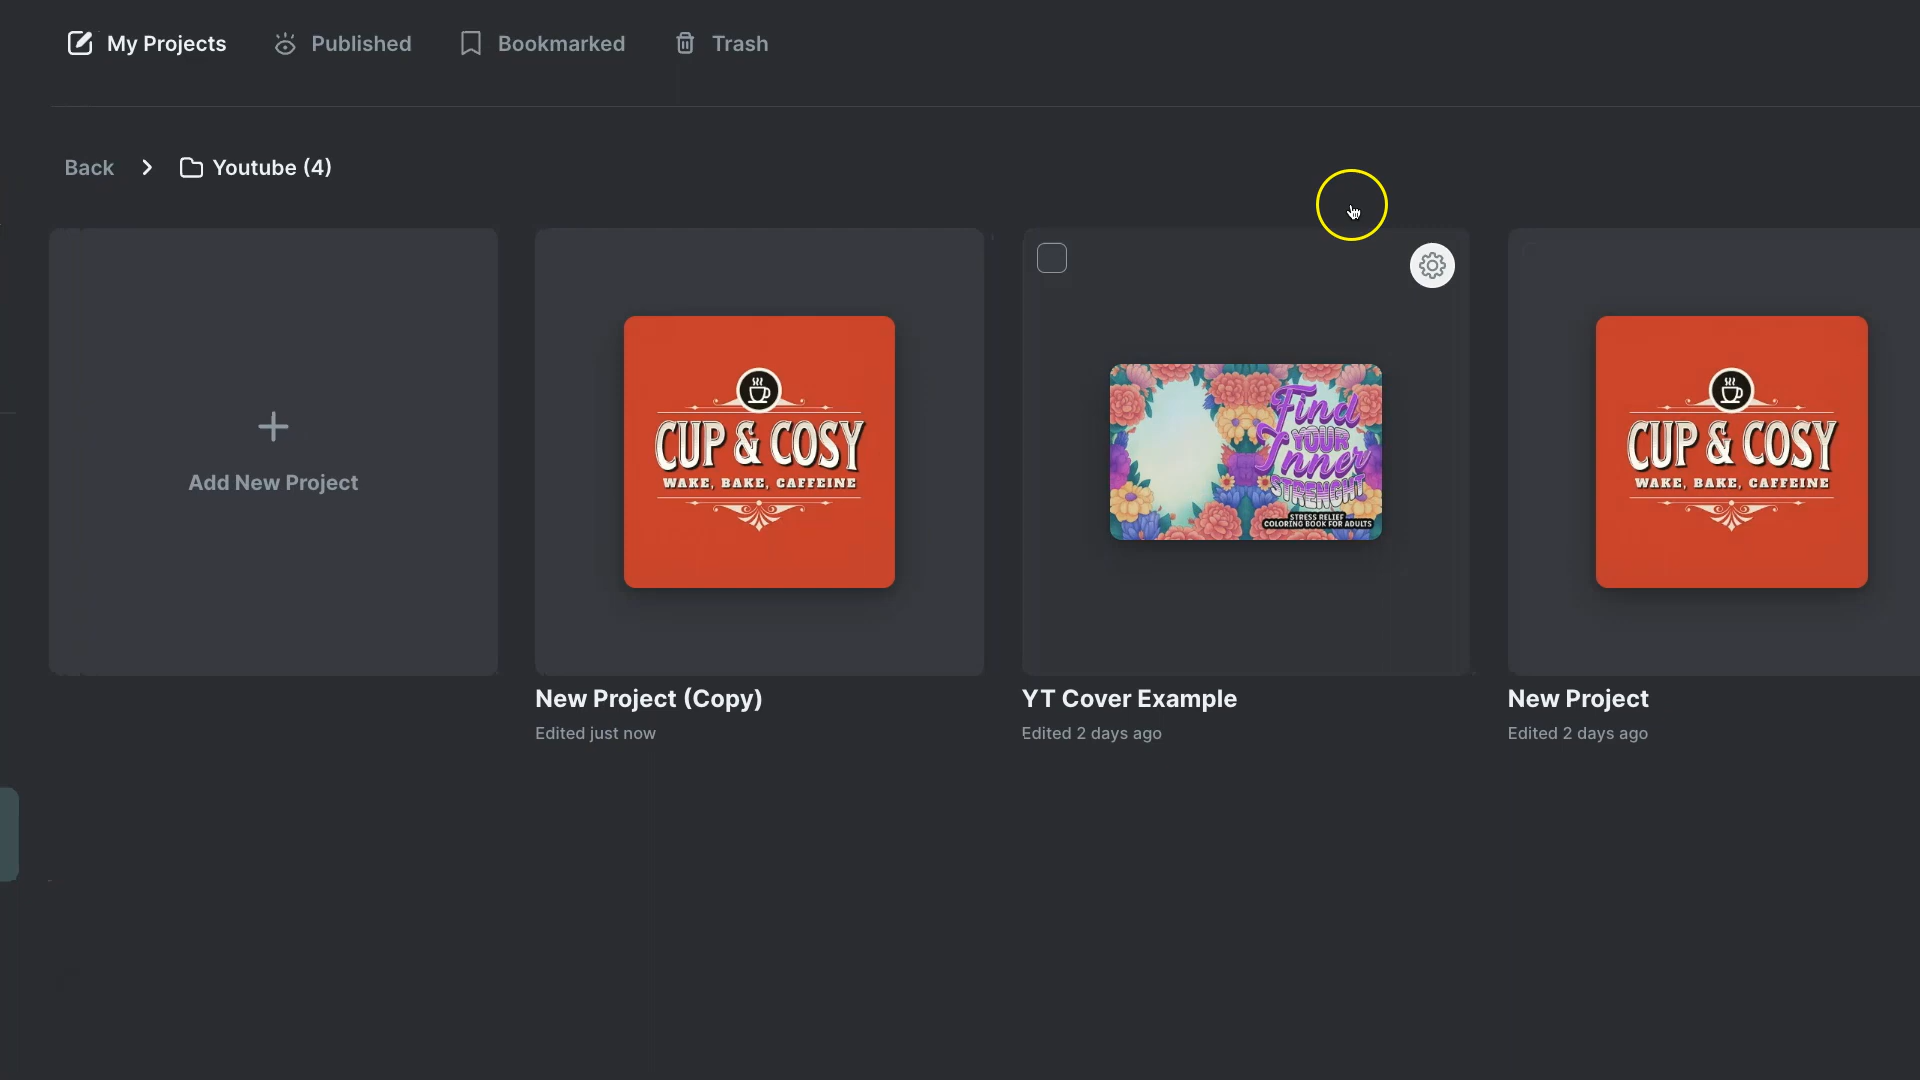 My Projects
Published
Bookmarked
Trash
Back
Youtube (4)
Add New Project
CUP & COSY
WAKE, BAKE, CAFFEINE
Find
YOUR
Inner
STRENGHT
STRESS RELIEF
COLORING BOOK FOR ADULTS
CUP & COSY
WAKE, BAKE, CAFFEINE
New Project (Copy)
Edited just now
YT Cover Example
Edited 2 days ago
New Project
Edited 2 days ago